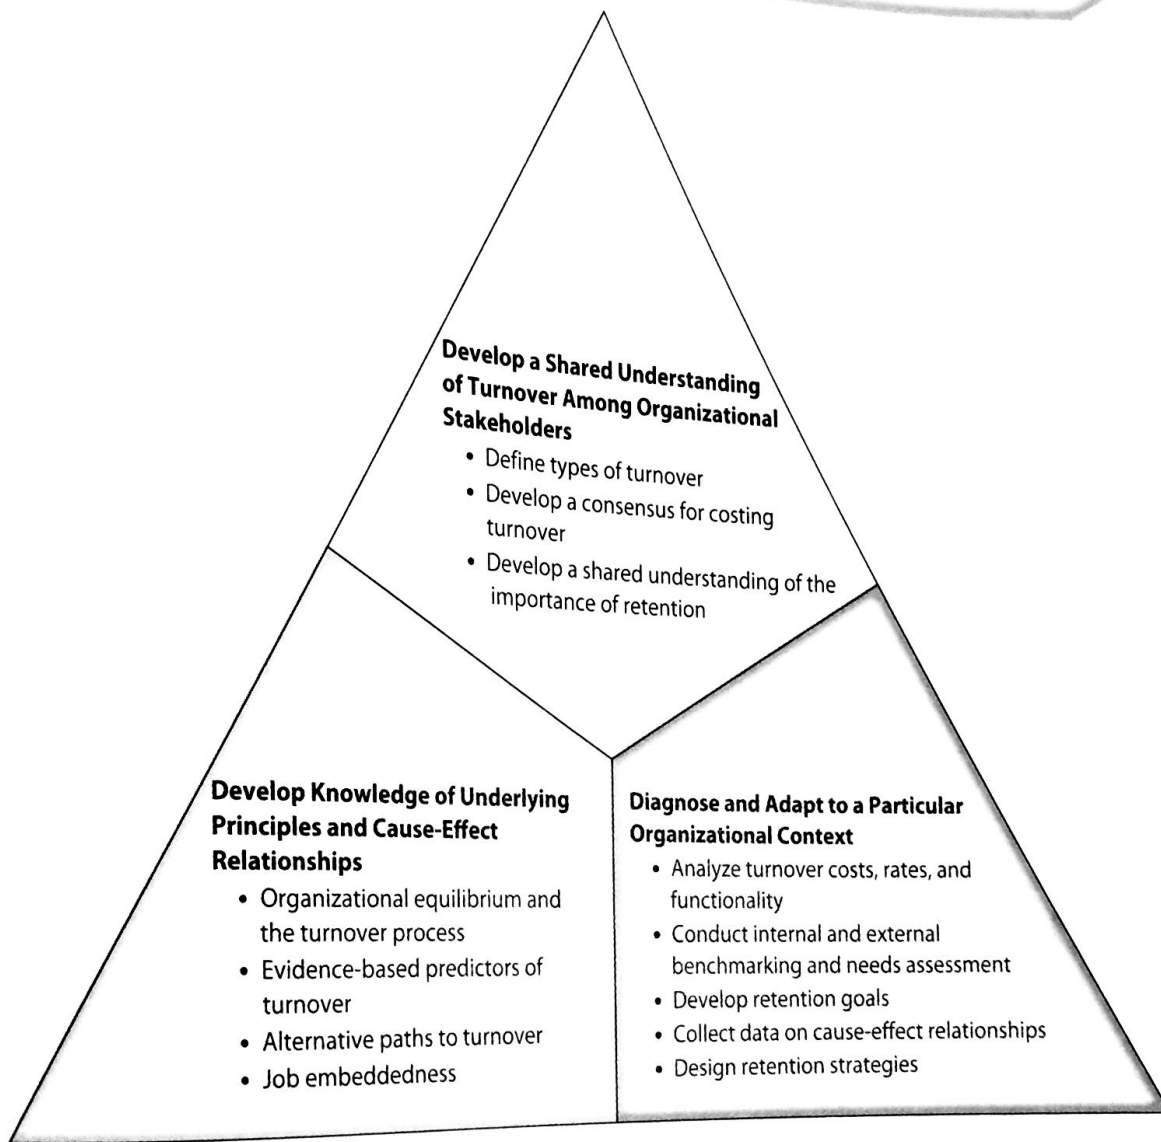 Develop a Shared Understanding
of Turnover Among Organizational
Stakeholders
• Define types of turnover
• Develop a consensus for costing
turnover
• Develop a shared understanding of the
importance of retention
Develop Knowledge of Underlying
Principles and Cause-Effect
Relationships
• Organizational equilibrium and
the turnover process
• Evidence-based predictors of
turnover
• Alternative paths to turnover
• Job embeddedness
Diagnose and Adapt to a Particular
Organizational Context
• Analyze turnover costs, rates, and
functionality
• Conduct internal and external
benchmarking and needs assessment
• Develop retention goals
• Collect data on cause-effect relationships
• Design retention strategies